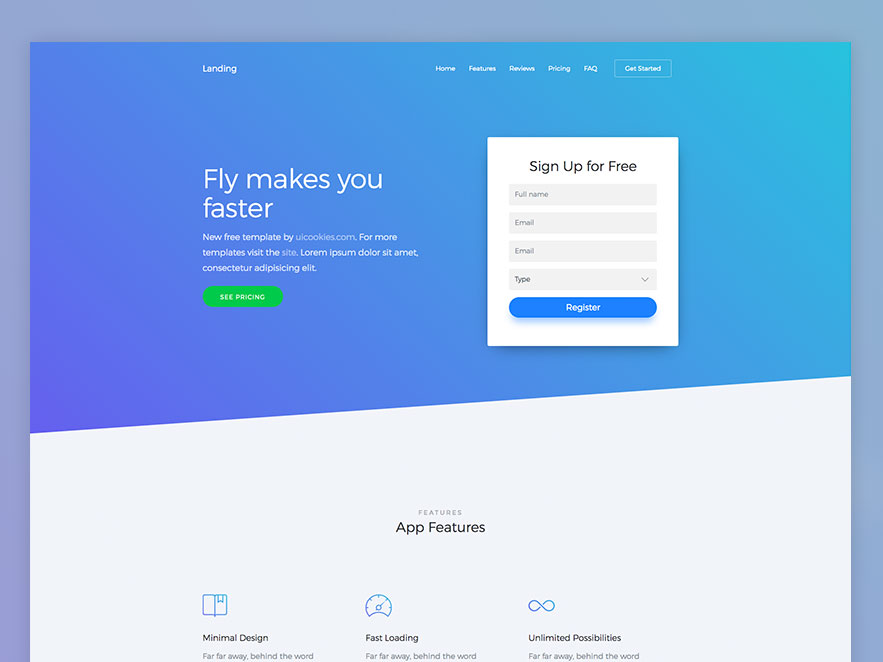 Landing
Home Features Reviews Pricing FAQ Get Started
Fly makes you
faster
New free template by uicookies.com. For more
templates visit the site. Lorem ipsum dolor sit amet,
consectetur adipisicing elit.
SEE PRICING
Sign Up for Free
Full name
Email
Email
Type
Register
FEATURES
App Features
Minimal Design
Far far away, behind the word
Fast Loading
Far far away, behind the word
Unlimited Possibilities
Far far away, behind the word